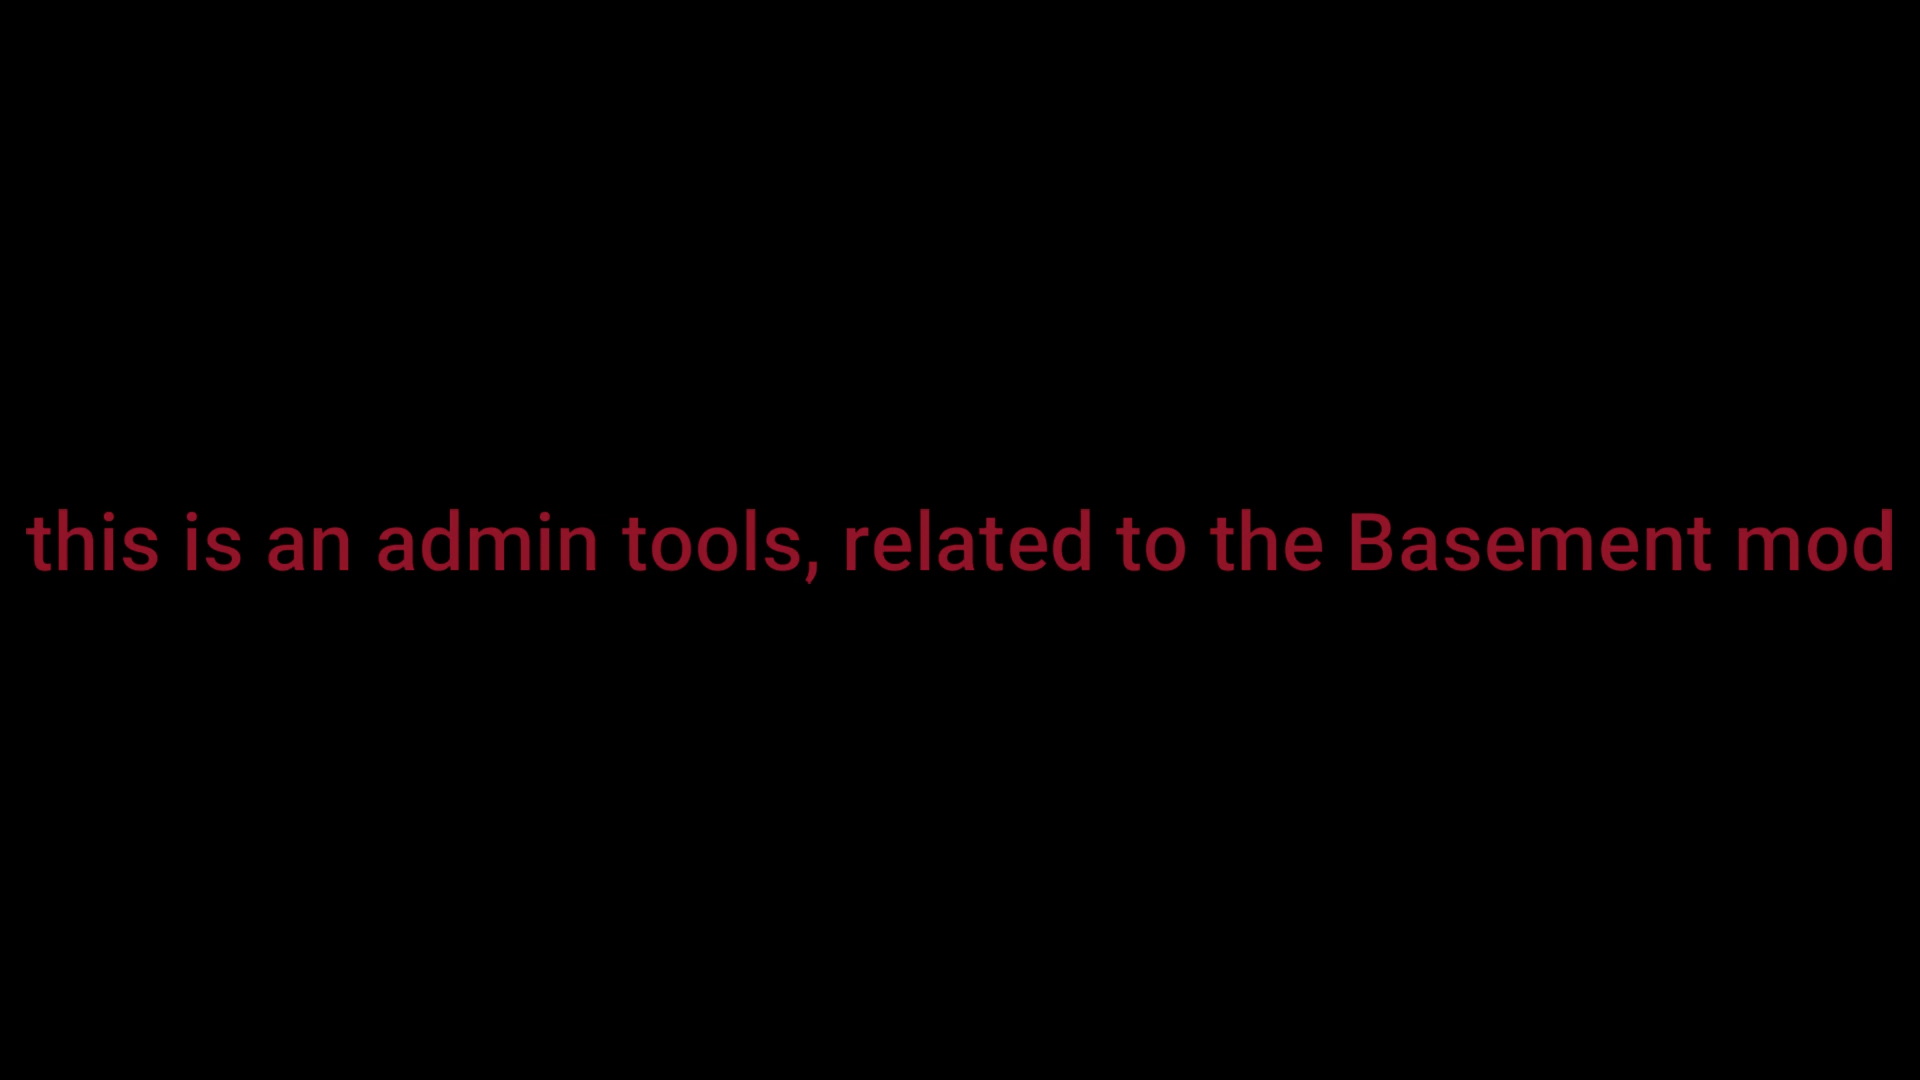 this is an admin tools, related to the Basement mod